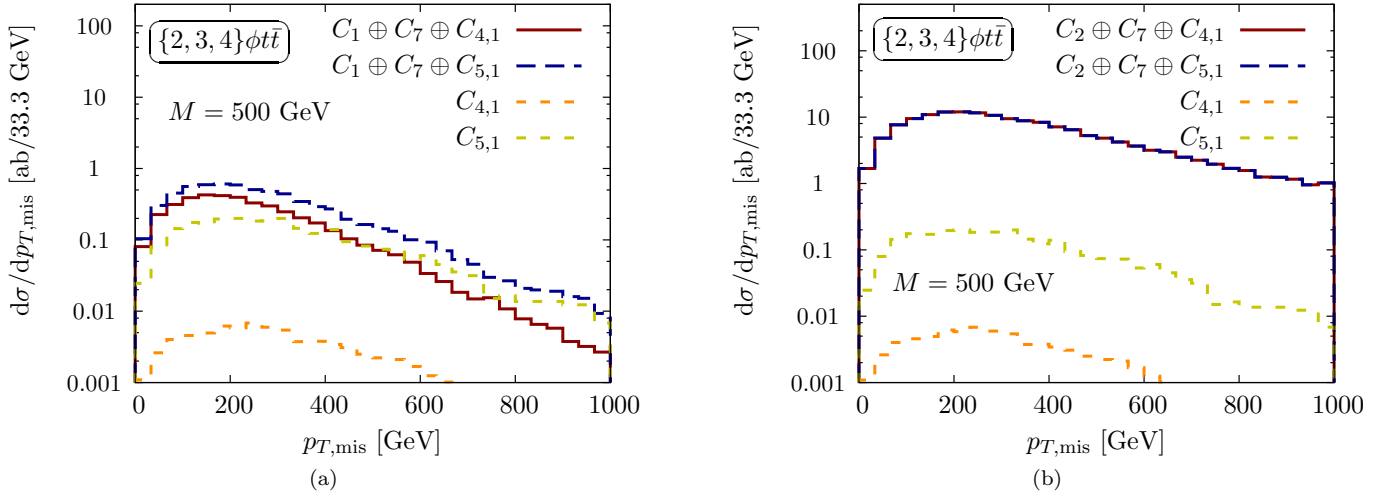 {2, 3, 4}ϕtt̄
C₁ ⊕ C₇ ⊕ C₄,₁
C₁ ⊕ C₇ ⊕ C₅,₁
C₄,₁
C₅,₁
M = 500 GeV
dσ/dp_{T,mis} [ab/33.3 GeV]
100
10
1
0.1
0.01
0.001
0 200 400 600 800 1000
p_{T,mis} [GeV]
(a)
{2, 3, 4}ϕtt̄
C₂ ⊕ C₇ ⊕ C₄,₁
C₂ ⊕ C₇ ⊕ C₅,₁
C₄,₁
C₅,₁
M = 500 GeV
dσ/dp_{T,mis} [ab/33.3 GeV]
100
10
1
0.1
0.01
0.001
0 200 400 600 800 1000
p_{T,mis} [GeV]
(b)